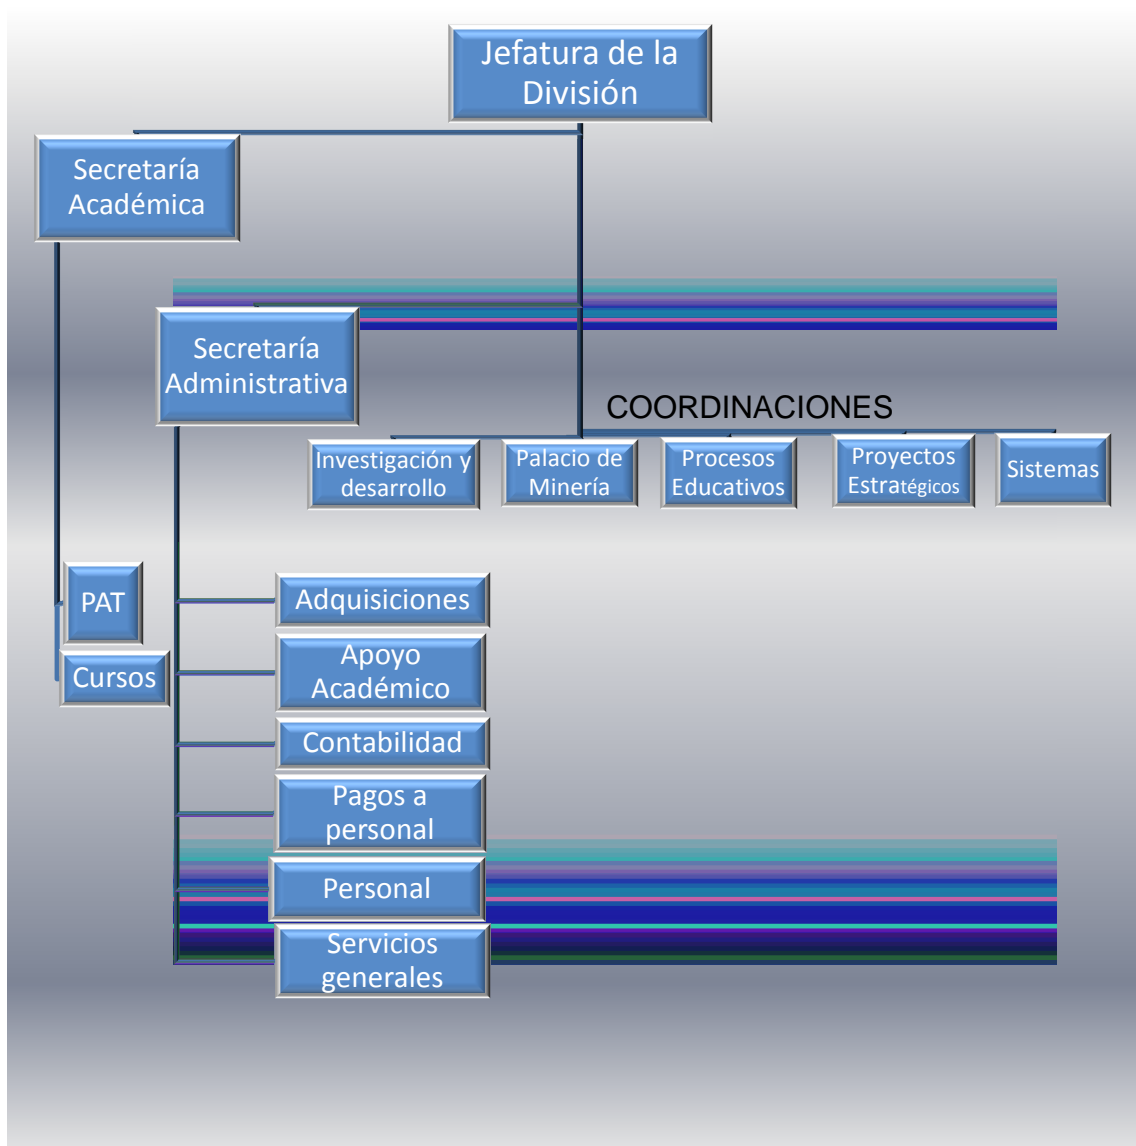 Jefatura de la
División
Secretaría
Académica
Secretaría
Administrativa
COORDINACIONES
Investigación y
desarrollo
Palacio de
Minería
Procesos
Educativos
Proyectos
Estratégicos
Sistemas
PAT
Cursos
Adquisiciones
Apoyo
Académico
Contabilidad
Pagos a
personal
Personal
Servicios
generales